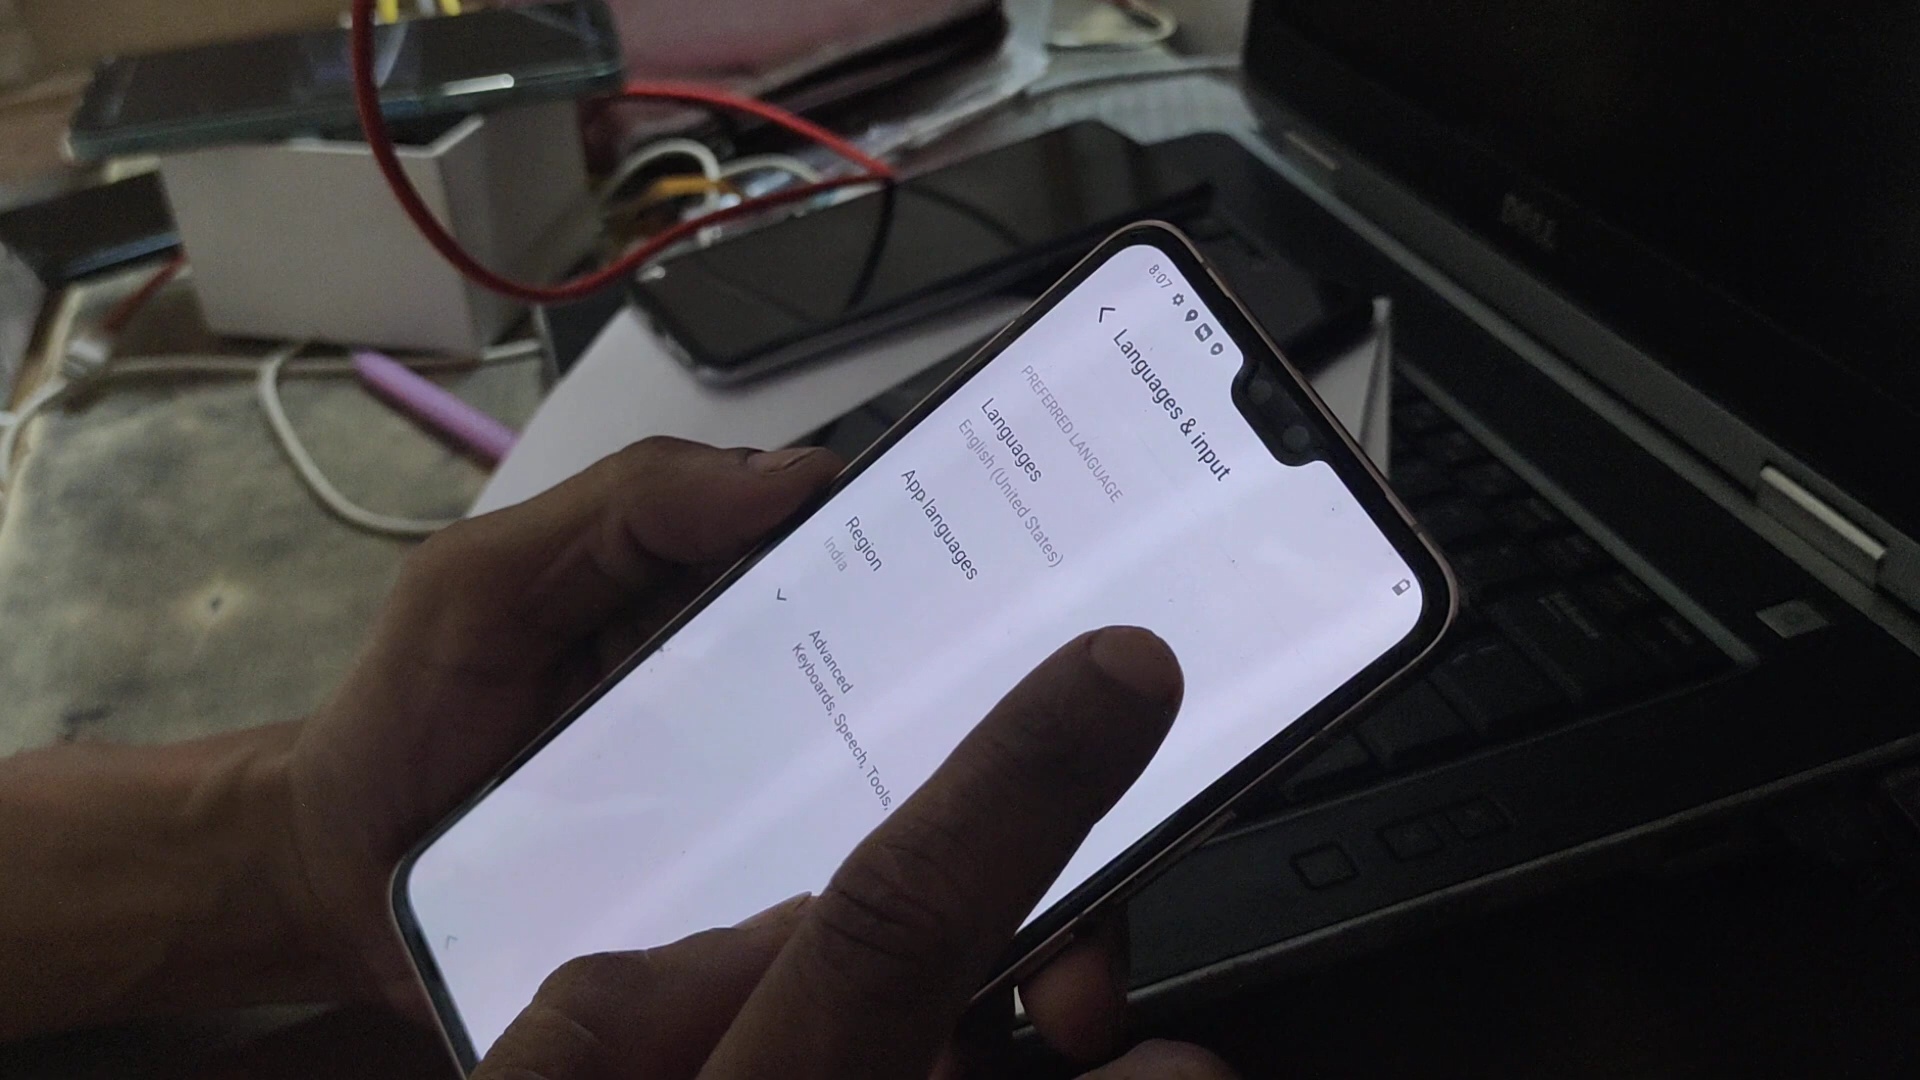 8:07
Languages & input
PREFERRED LANGUAGE
Languages
English (United States)
App languages
Region
India
Advanced
Keyboards, Speech, Tools,
DELL